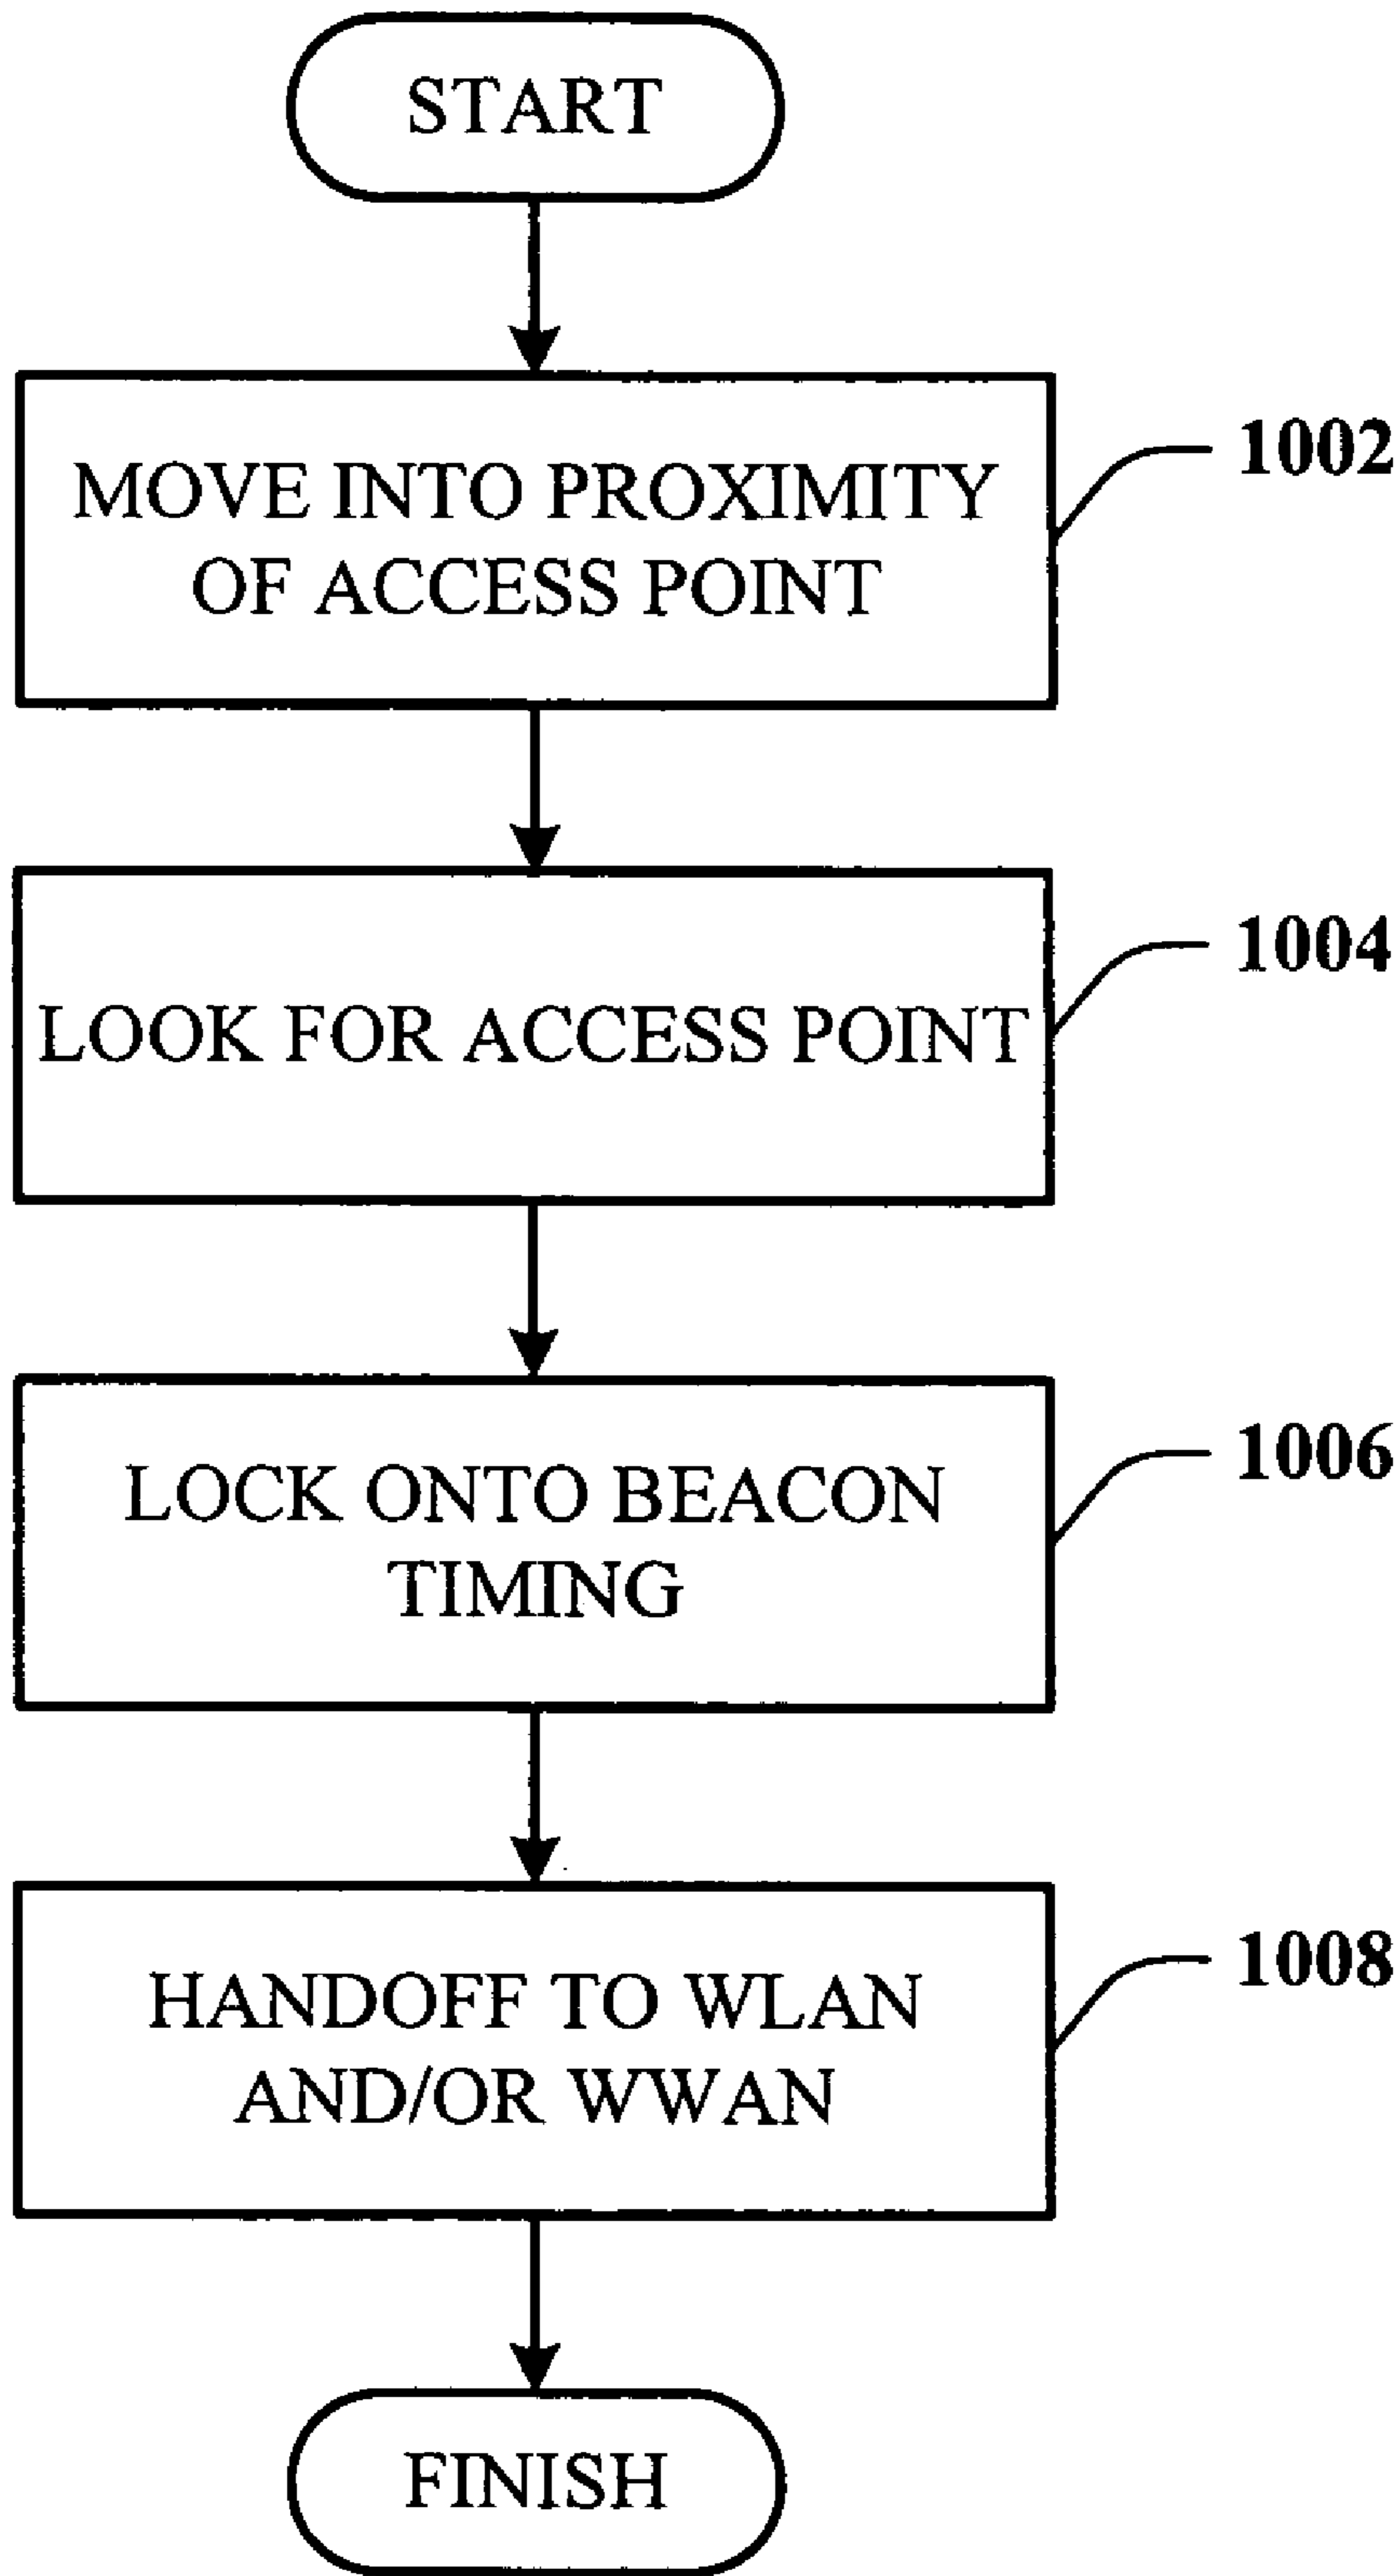 START
MOVE INTO PROXIMITY
OF ACCESS POINT
1002
LOOK FOR ACCESS POINT
1004
LOCK ONTO BEACON
TIMING
1006
HANDOFF TO WLAN
AND/OR WWAN
1008
FINISH